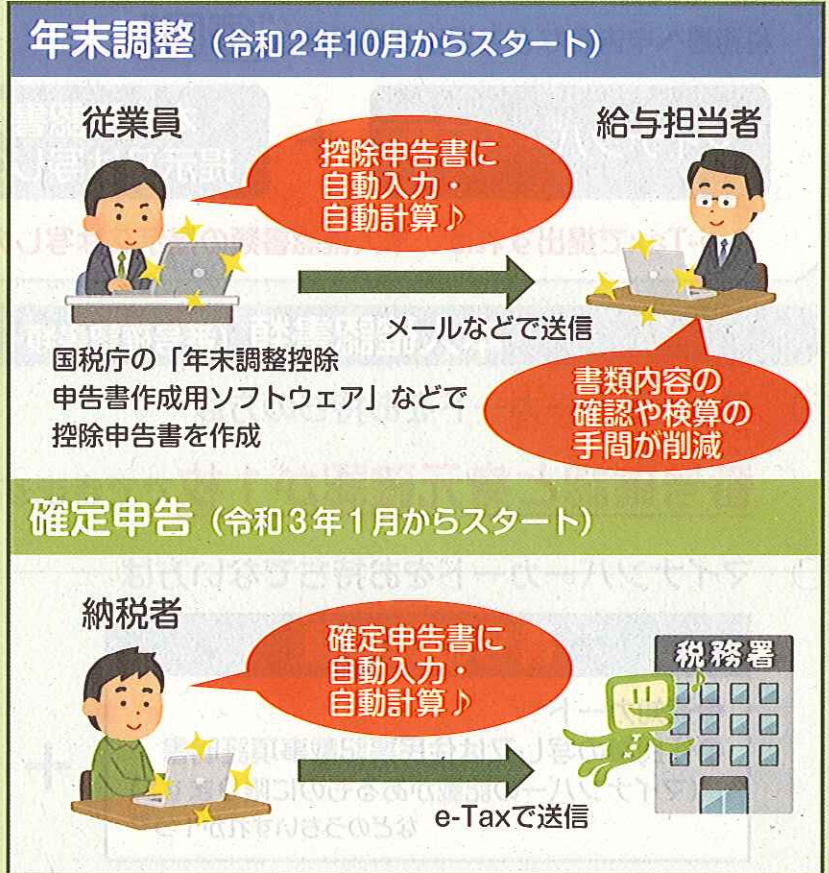 年末調整（令和２年10月からスタート）
従業員
控除申告書に
自動入力・
自動計算♪
給与担当者
メールなどで送信
国税庁の「年末調整控除
申告書作成用ソフトウェア」などで
控除申告書を作成
書類内容の
確認や検算の
手間が削減
確定申告（令和３年１月からスタート）
納税者
確定申告書に
自動入力・
自動計算♪
税務署
e-Taxで送信